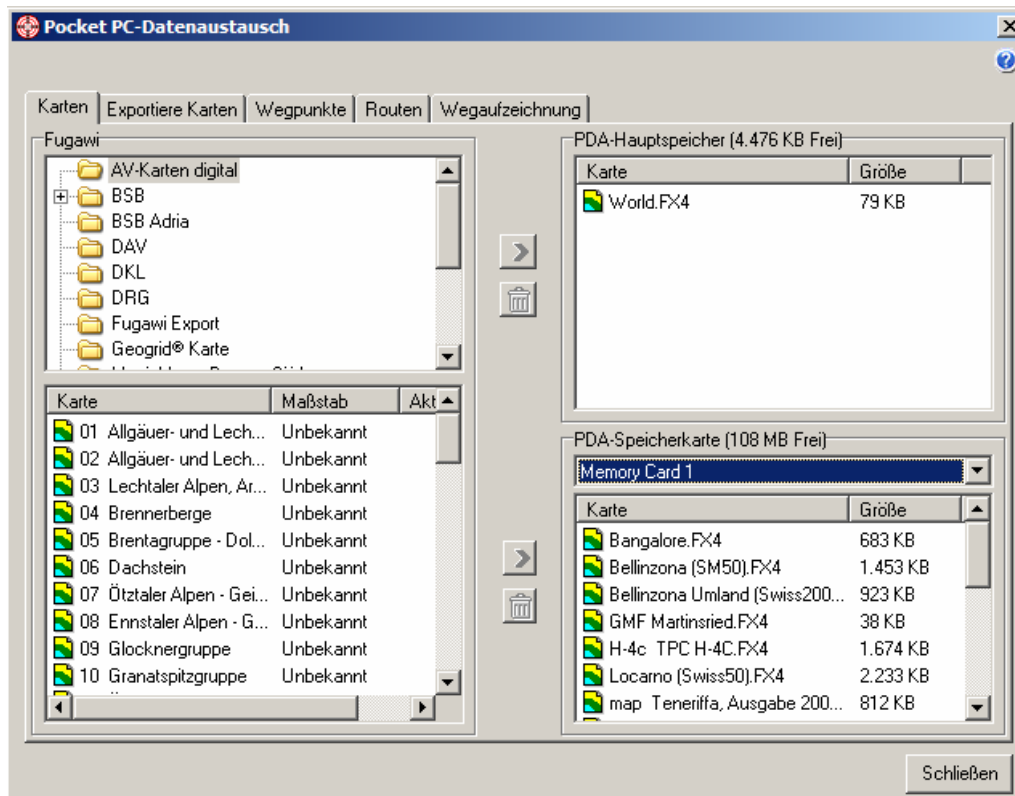 Pocket PC-Datenaustausch
Karten
Exportiere Karten
Wegpunkte
Routen
Wegaufzeichnung
Fugawi
AV-Karten digital
BSB
BSB Adria
DAV
DKL
DRG
Fugawi Export
Geogrid® Karte
Karte Maßstab Akt
01 Allgäuer- und Lech... Unbekannt
02 Allgäuer- und Lech... Unbekannt
03 Lechtaler Alpen, Ar... Unbekannt
04 Brennerberge Unbekannt
05 Brentagruppe - Dol... Unbekannt
06 Dachstein Unbekannt
07 Ötztaler Alpen - Gei... Unbekannt
08 Ennstaler Alpen - G... Unbekannt
09 Glocknergruppe Unbekannt
10 Granatspitzgruppe Unbekannt
PDA-Hauptspeicher (4.476 KB Frei)
Karte Größe
World.FX4 79 KB
PDA-Speicherkarte (108 MB Frei)
Memory Card 1
Karte Größe
Bangalore.FX4 683 KB
Bellinzona (SM50).FX4 1.453 KB
Bellinzona Umland (Swiss200... 923 KB
GMF Martinsried.FX4 38 KB
H-4c TPC H-4C.FX4 1.674 KB
Locarno (Swiss50).FX4 2.233 KB
map Teneriffa, Ausgabe 200... 812 KB
Schließen